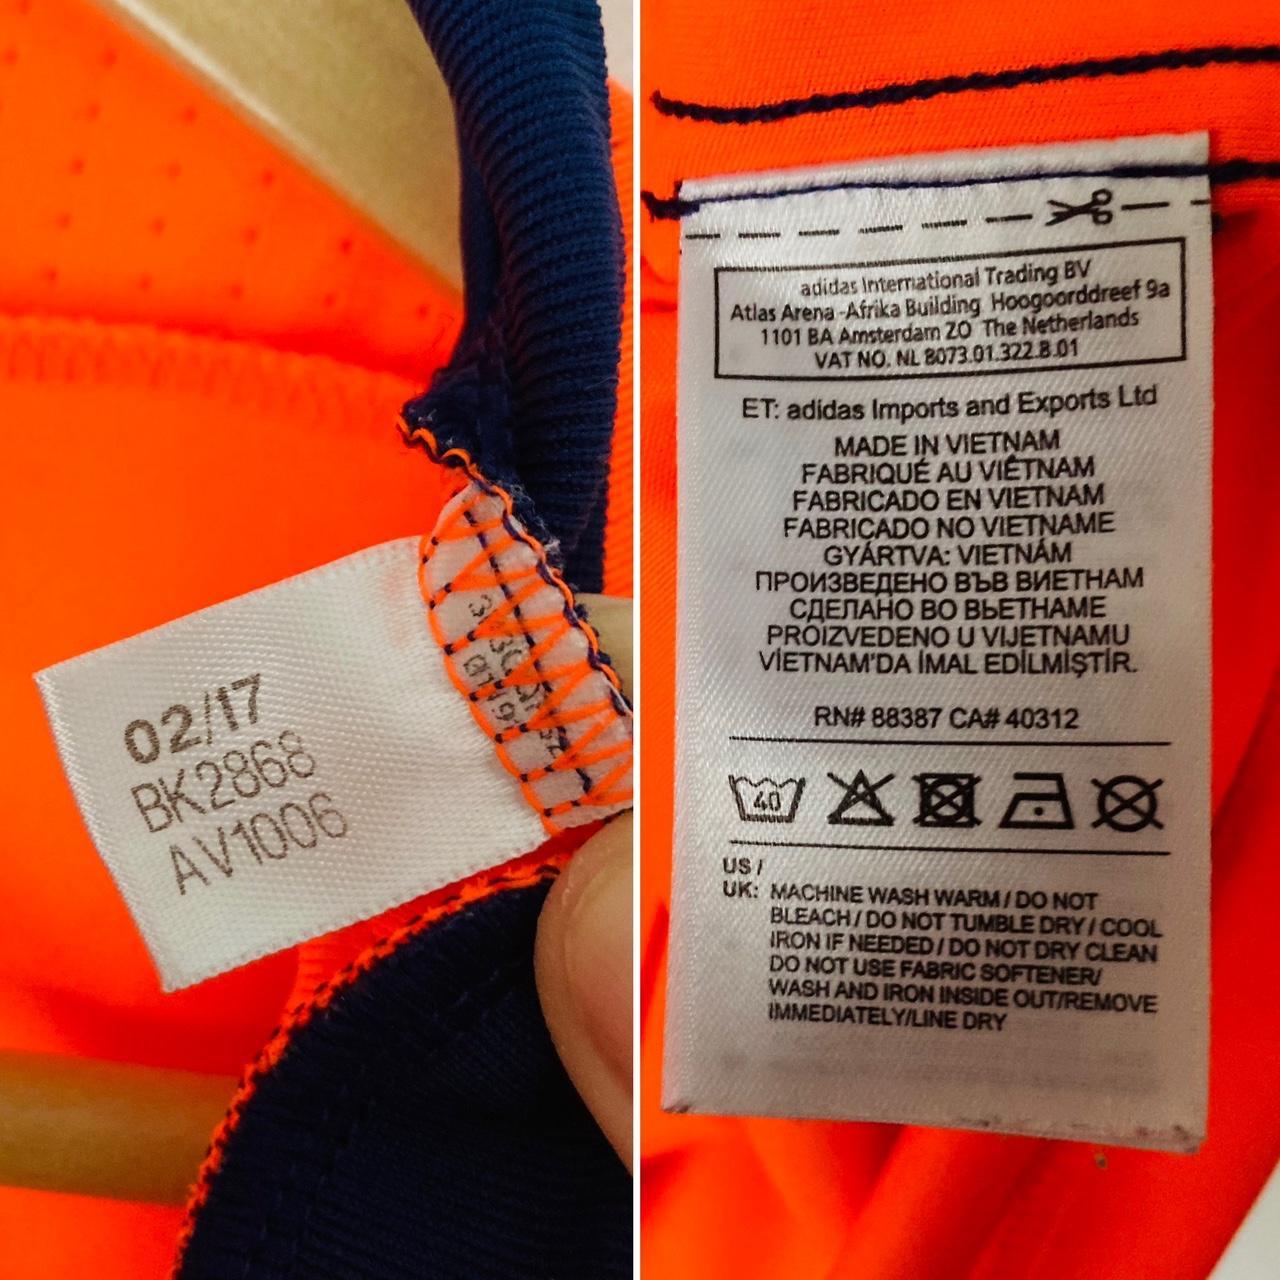 02/17
BK2868
AV1006
adidas International Trading BV
Atlas Arena -Afrika Building Hoogoorddreef 9a
1101 BA Amsterdam ZO The Netherlands
VAT NO. NL 8073.01.322.B.01
ET: adidas Imports and Exports Ltd
MADE IN VIETNAM
FABRIQUÉ AU VIÊTNAM
FABRICADO EN VIETNAM
FABRICADO NO VIETNAME
GYÁRTVA: VIETNÁM
ПРОИЗВЕДЕНО ВЪВ ВИЕТНАМ
СДЕЛАНО ВО ВЬЕТНАМЕ
PROIZVEDENO U VIJETNAMU
VİETNAM'DA İMAL EDİLMİŞTİR.
RN# 88387 CA# 40312
40
US /
UK: MACHINE WASH WARM / DO NOT
BLEACH / DO NOT TUMBLE DRY / COOL
IRON IF NEEDED / DO NOT DRY CLEAN
DO NOT USE FABRIC SOFTENER/
WASH AND IRON INSIDE OUT/REMOVE
IMMEDIATELY/LINE DRY